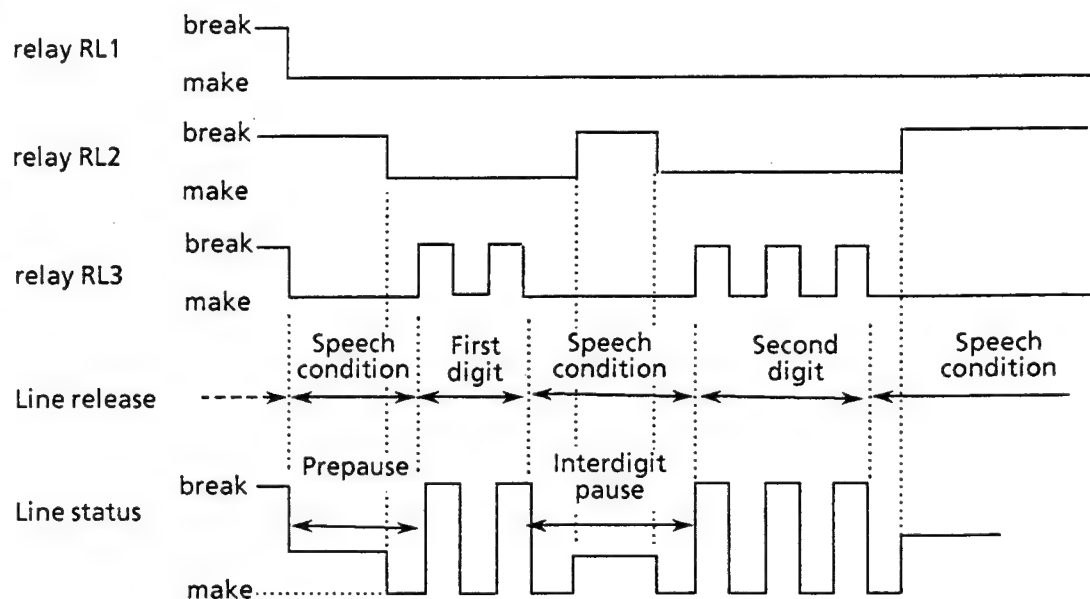 relay RL1
break
make
relay RL2
break
make
relay RL3
break
make
Speech
condition
First
digit
Speech
condition
Second
digit
Speech
condition
Line release
Prepause
Interdigit
pause
Line status
break
make